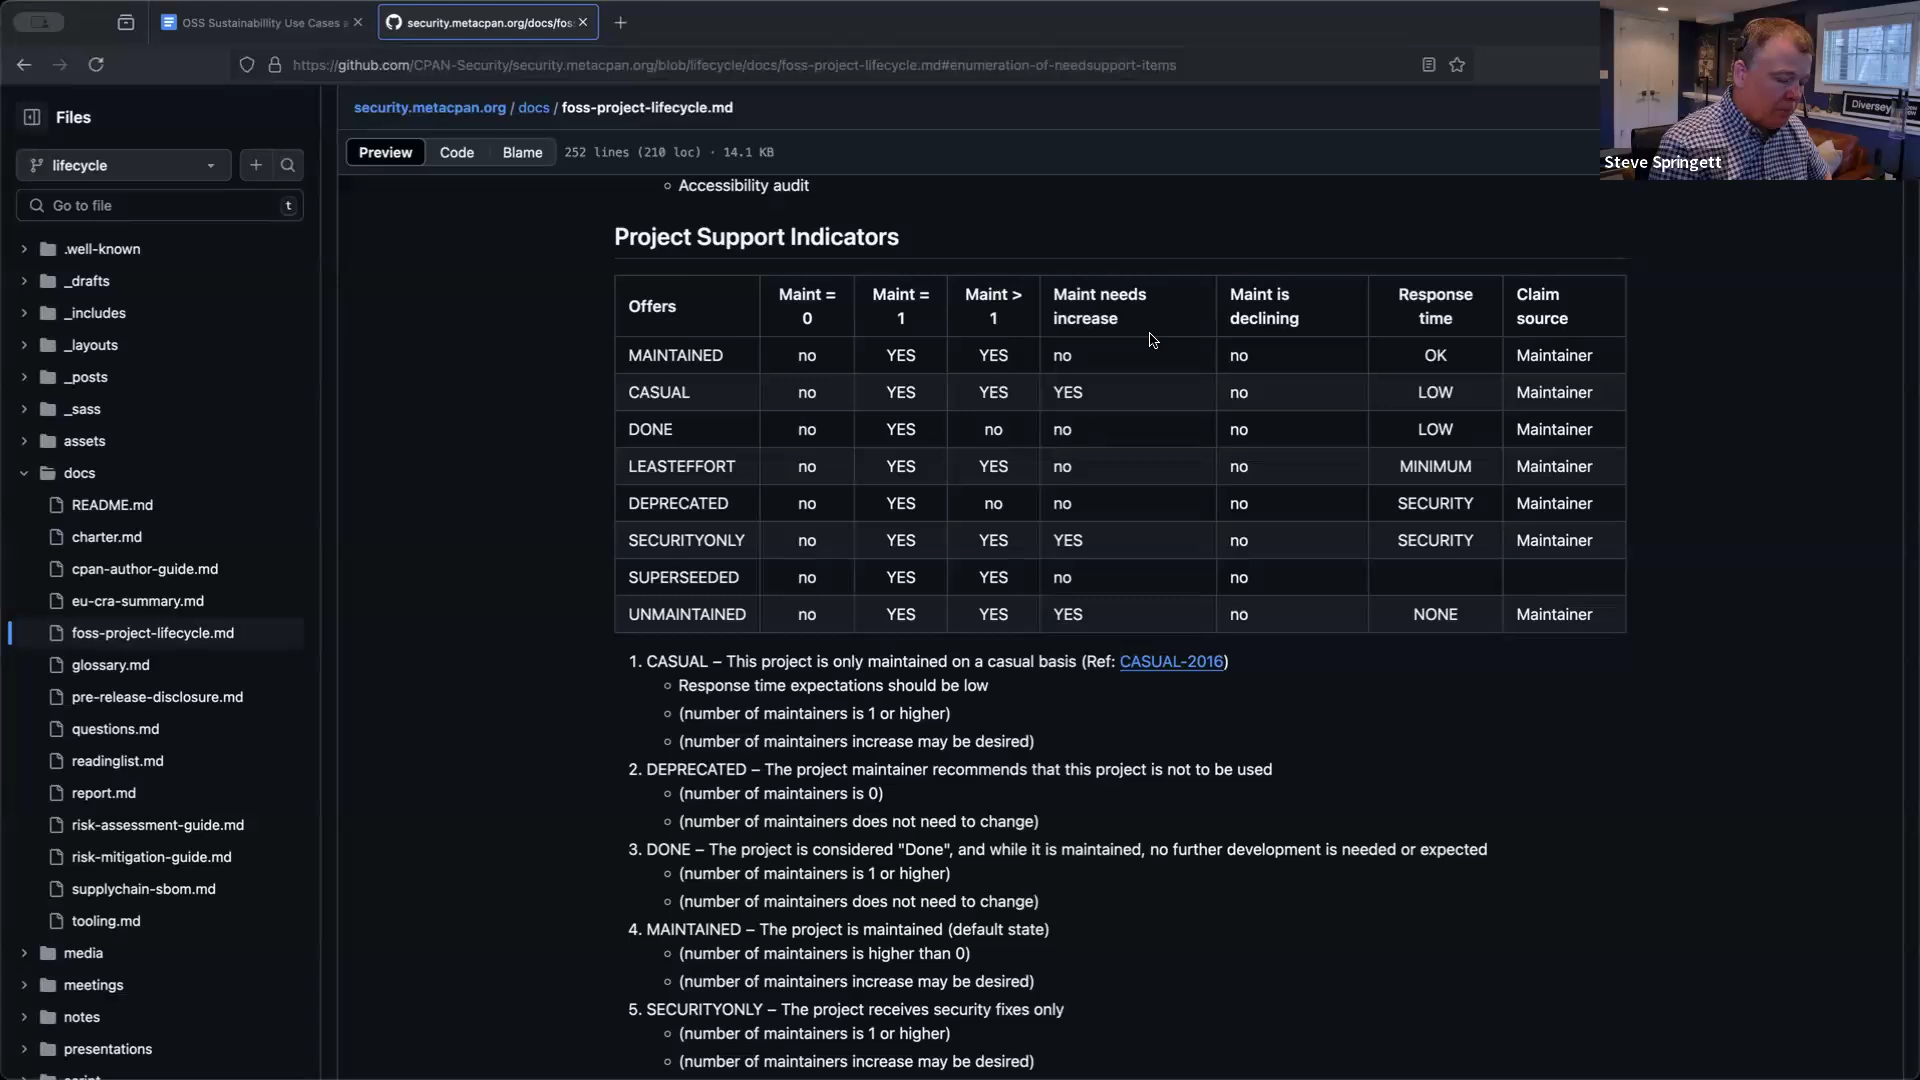 OSS Sustainabillity Use Cases a
security.metacpan.org/docs/fos
https://github.com/CPAN-Security/security.metacpan.org/blob/lifecycle/docs/foss-project-lifecycle.md#enumeration-of-needsupport-items
Files
security.metacpan.org / docs / foss-project-lifecycle.md
lifecycle
Preview Code Blame 252 lines (210 loc) · 14.1 KB
Go to file t
Diversey
Steve Springett
.well-known
_drafts
_includes
_layouts
_posts
_sass
assets
docs
README.md
charter.md
cpan-author-guide.md
eu-cra-summary.md
foss-project-lifecycle.md
glossary.md
pre-release-disclosure.md
questions.md
readinglist.md
report.md
risk-assessment-guide.md
risk-mitigation-guide.md
supplychain-sbom.md
tooling.md
media
meetings
notes
presentations
script
Accessibility audit
Project Support Indicators
Offers Maint = 0 Maint = 1 Maint > 1 Maint needs increase Maint is declining Response time Claim source
MAINTAINED no YES YES no no OK Maintainer
CASUAL no YES YES YES no LOW Maintainer
DONE no YES no no no LOW Maintainer
LEASTEFFORT no YES YES no no MINIMUM Maintainer
DEPRECATED no YES no no no SECURITY Maintainer
SECURITYONLY no YES YES YES no SECURITY Maintainer
SUPERSEEDED no YES YES no no
UNMAINTAINED no YES YES YES no NONE Maintainer
1. CASUAL – This project is only maintained on a casual basis (Ref: CASUAL-2016)
Response time expectations should be low
(number of maintainers is 1 or higher)
(number of maintainers increase may be desired)
2. DEPRECATED – The project maintainer recommends that this project is not to be used
(number of maintainers is 0)
(number of maintainers does not need to change)
3. DONE – The project is considered "Done", and while it is maintained, no further development is needed or expected
(number of maintainers is 1 or higher)
(number of maintainers does not need to change)
4. MAINTAINED – The project is maintained (default state)
(number of maintainers is higher than 0)
(number of maintainers increase may be desired)
5. SECURITYONLY – The project receives security fixes only
(number of maintainers is 1 or higher)
(number of maintainers increase may be desired)